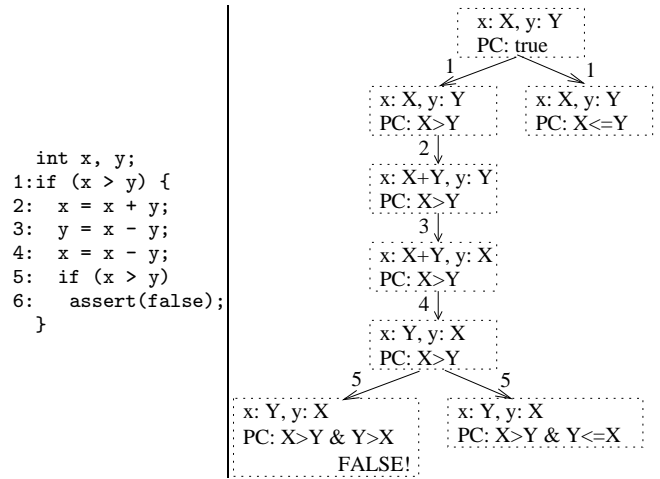 int x, y;
1:if (x > y) {
2: x = x + y;
3: y = x - y;
4: x = x - y;
5: if (x > y)
6: assert(false);
}
x: X, y: Y
PC: true
1
1
x: X, y: Y
PC: X>Y
x: X, y: Y
PC: X<=Y
2
x: X+Y, y: Y
PC: X>Y
3
x: X+Y, y: X
PC: X>Y
4
x: Y, y: X
PC: X>Y
5
5
x: Y, y: X
PC: X>Y & Y>X
FALSE!
x: Y, y: X
PC: X>Y & Y<=X